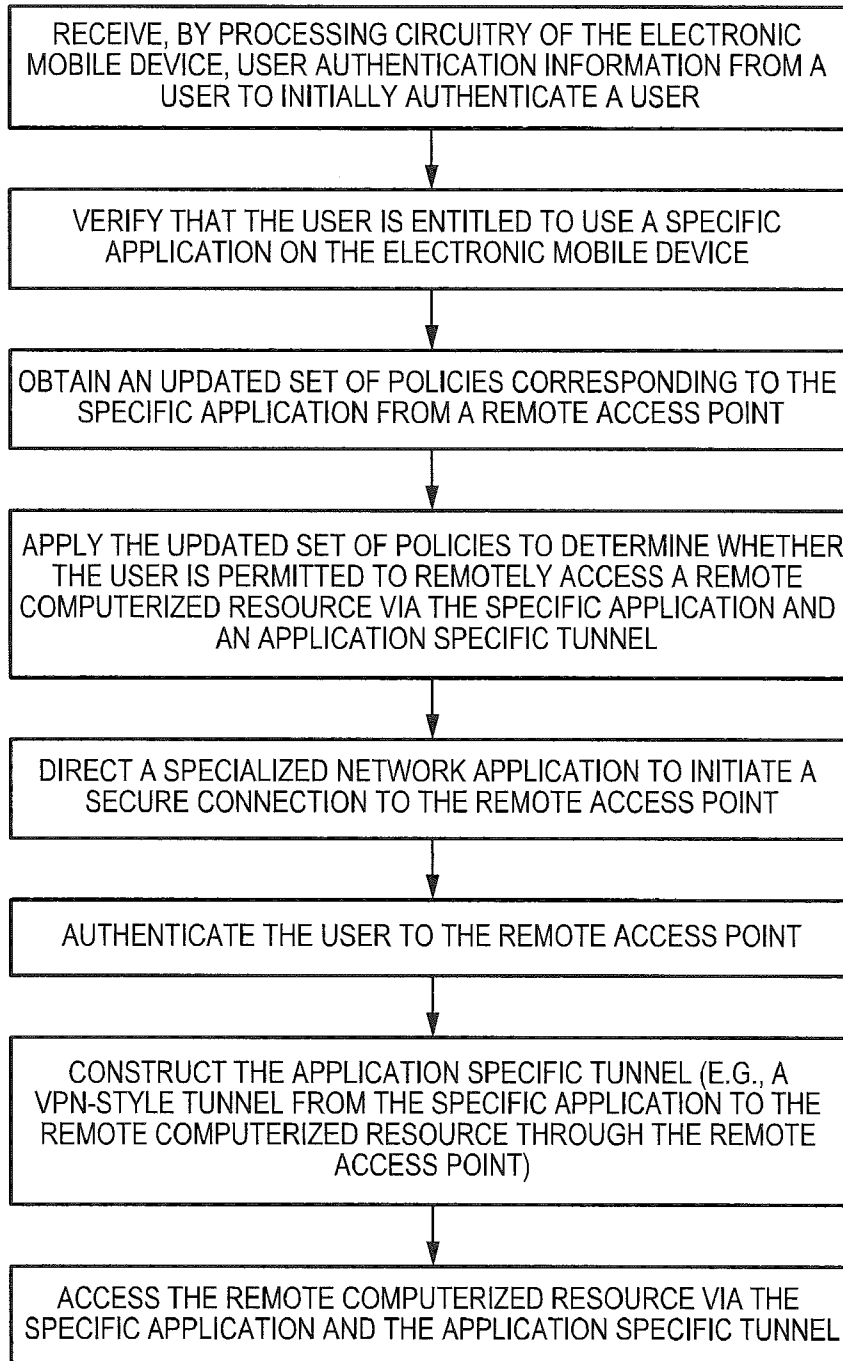 RECEIVE, BY PROCESSING CIRCUITRY OF THE ELECTRONIC
MOBILE DEVICE, USER AUTHENTICATION INFORMATION FROM A
USER TO INITIALLY AUTHENTICATE A USER
VERIFY THAT THE USER IS ENTITLED TO USE A SPECIFIC
APPLICATION ON THE ELECTRONIC MOBILE DEVICE
OBTAIN AN UPDATED SET OF POLICIES CORRESPONDING TO THE
SPECIFIC APPLICATION FROM A REMOTE ACCESS POINT
APPLY THE UPDATED SET OF POLICIES TO DETERMINE WHETHER
THE USER IS PERMITTED TO REMOTELY ACCESS A REMOTE
COMPUTERIZED RESOURCE VIA THE SPECIFIC APPLICATION AND
AN APPLICATION SPECIFIC TUNNEL
DIRECT A SPECIALIZED NETWORK APPLICATION TO INITIATE A
SECURE CONNECTION TO THE REMOTE ACCESS POINT
AUTHENTICATE THE USER TO THE REMOTE ACCESS POINT
CONSTRUCT THE APPLICATION SPECIFIC TUNNEL (E.G., A
VPN-STYLE TUNNEL FROM THE SPECIFIC APPLICATION TO THE
REMOTE COMPUTERIZED RESOURCE THROUGH THE REMOTE
ACCESS POINT)
ACCESS THE REMOTE COMPUTERIZED RESOURCE VIA THE
SPECIFIC APPLICATION AND THE APPLICATION SPECIFIC TUNNEL